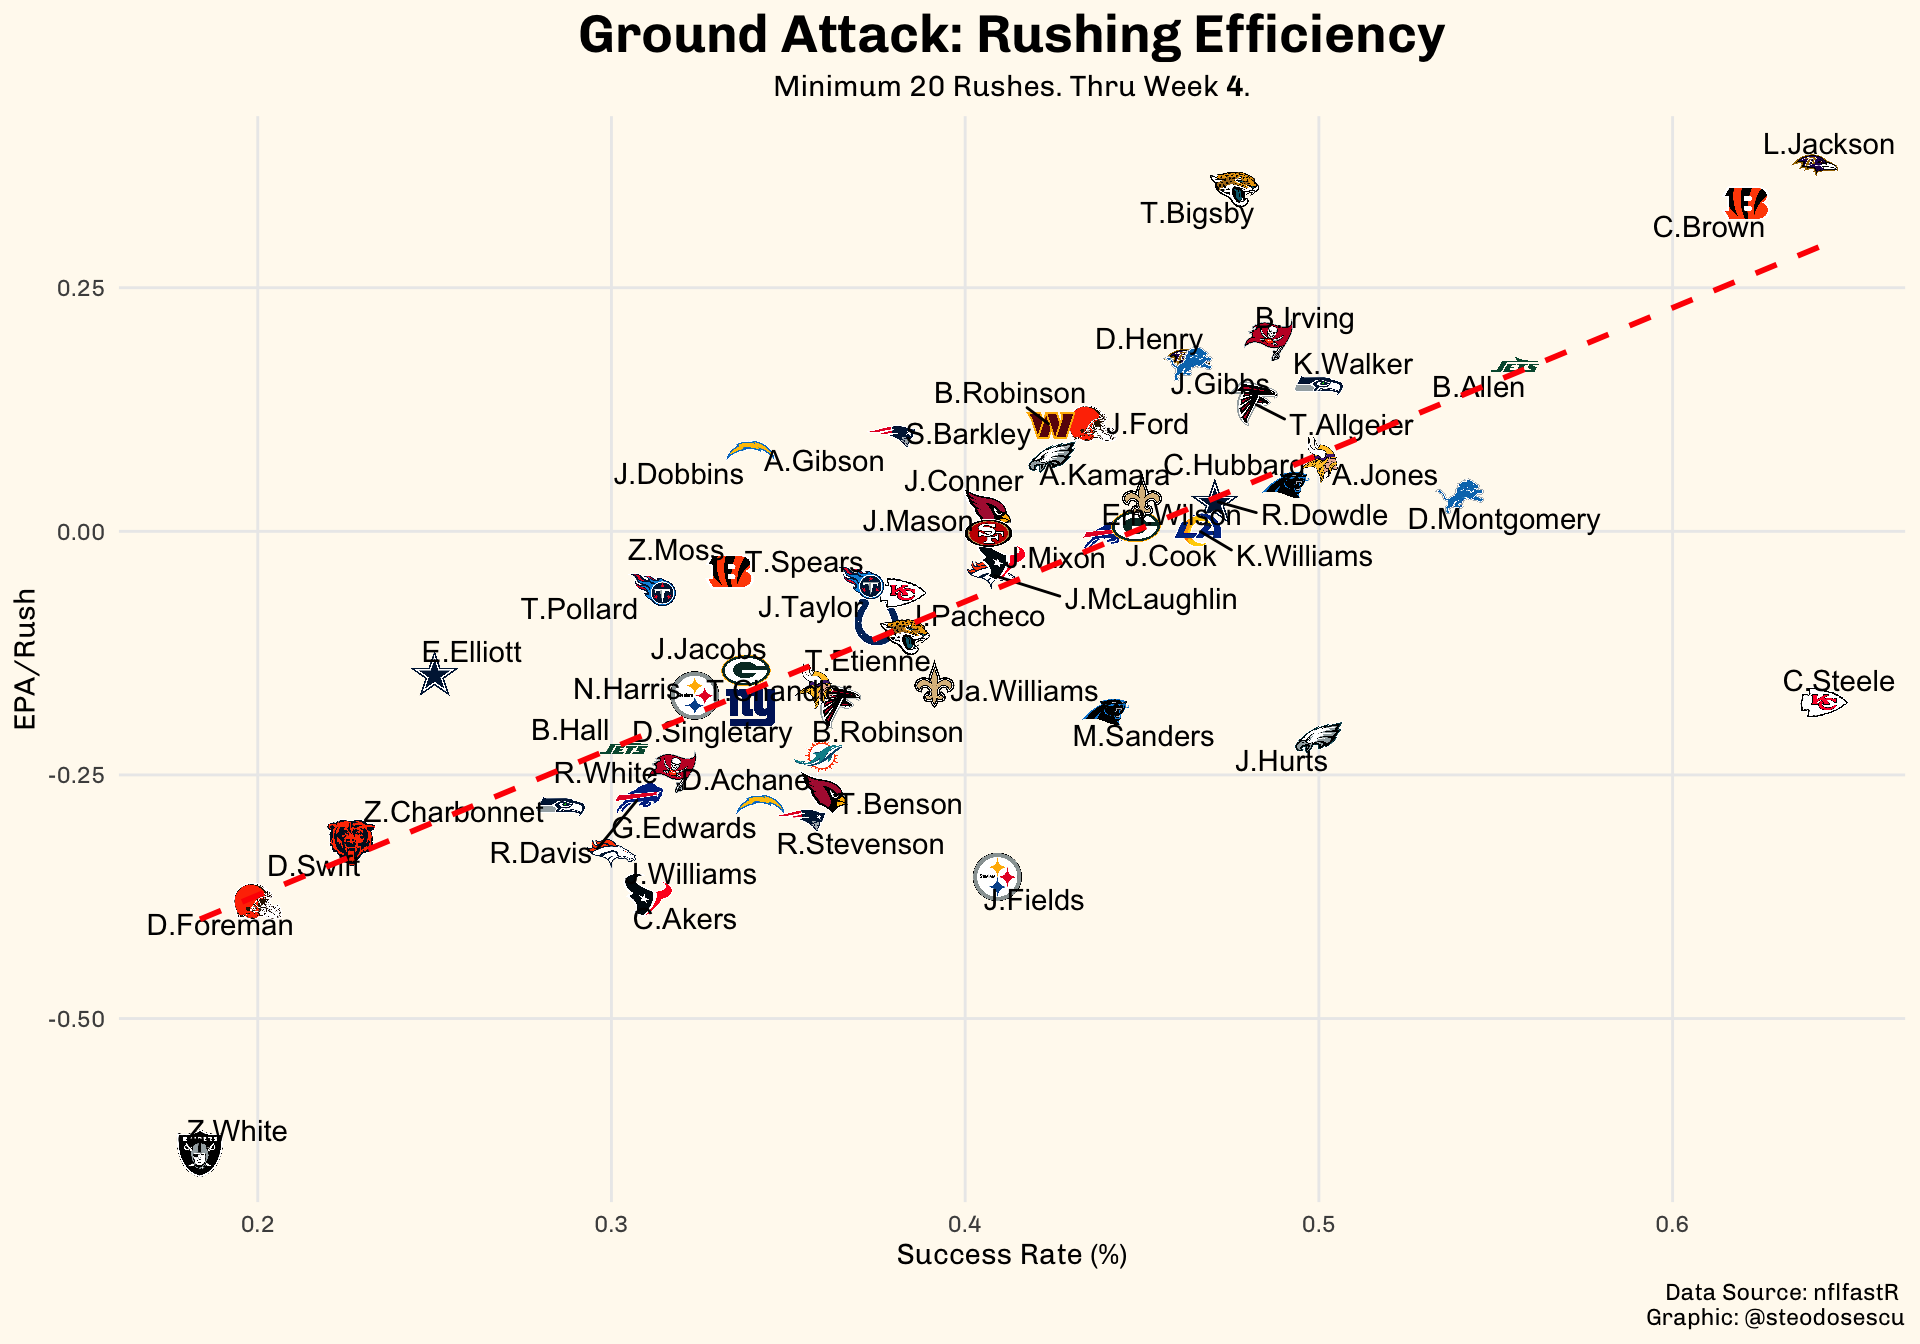 Ground Attack: Rushing Efficiency
Minimum 20 Rushes. Thru Week 4.
L.Jackson
T.Bigsby
C.Brown
0.25
B.Irving
D.Henry
K.Walker
J.Gibbs
B.Allen
B.Robinson
J.Ford
T.Allgeier
S.Barkley
A.Gibson
J.Dobbins
C.Hubbard
A.Kamara
A.Jones
J.Conner
J.Mason
Em.Wilson
R.Dowdle
D.Montgomery
0.00
Z.Moss
T.Spears
J.Mixon
J.Cook
K.Williams
T.Pollard
J.Taylor
J.McLaughlin
I.Pacheco
EPA/Rush
E.Elliott
J.Jacobs
T.Etienne
N.Harris
T.Chandler
Ja.Williams
C.Steele
B.Hall
D.Singletary
B.Robinson
M.Sanders
J.Hurts
-0.25
R.White
D.Achane
T.Benson
Z.Charbonnet
G.Edwards
R.Stevenson
R.Davis
D.Swift
J.Williams
J.Fields
D.Foreman
C.Akers
-0.50
Z.White
0.2
0.3
0.4
0.5
0.6
Success Rate (%)
Data Source: nflfastR
Graphic: @steodosescu